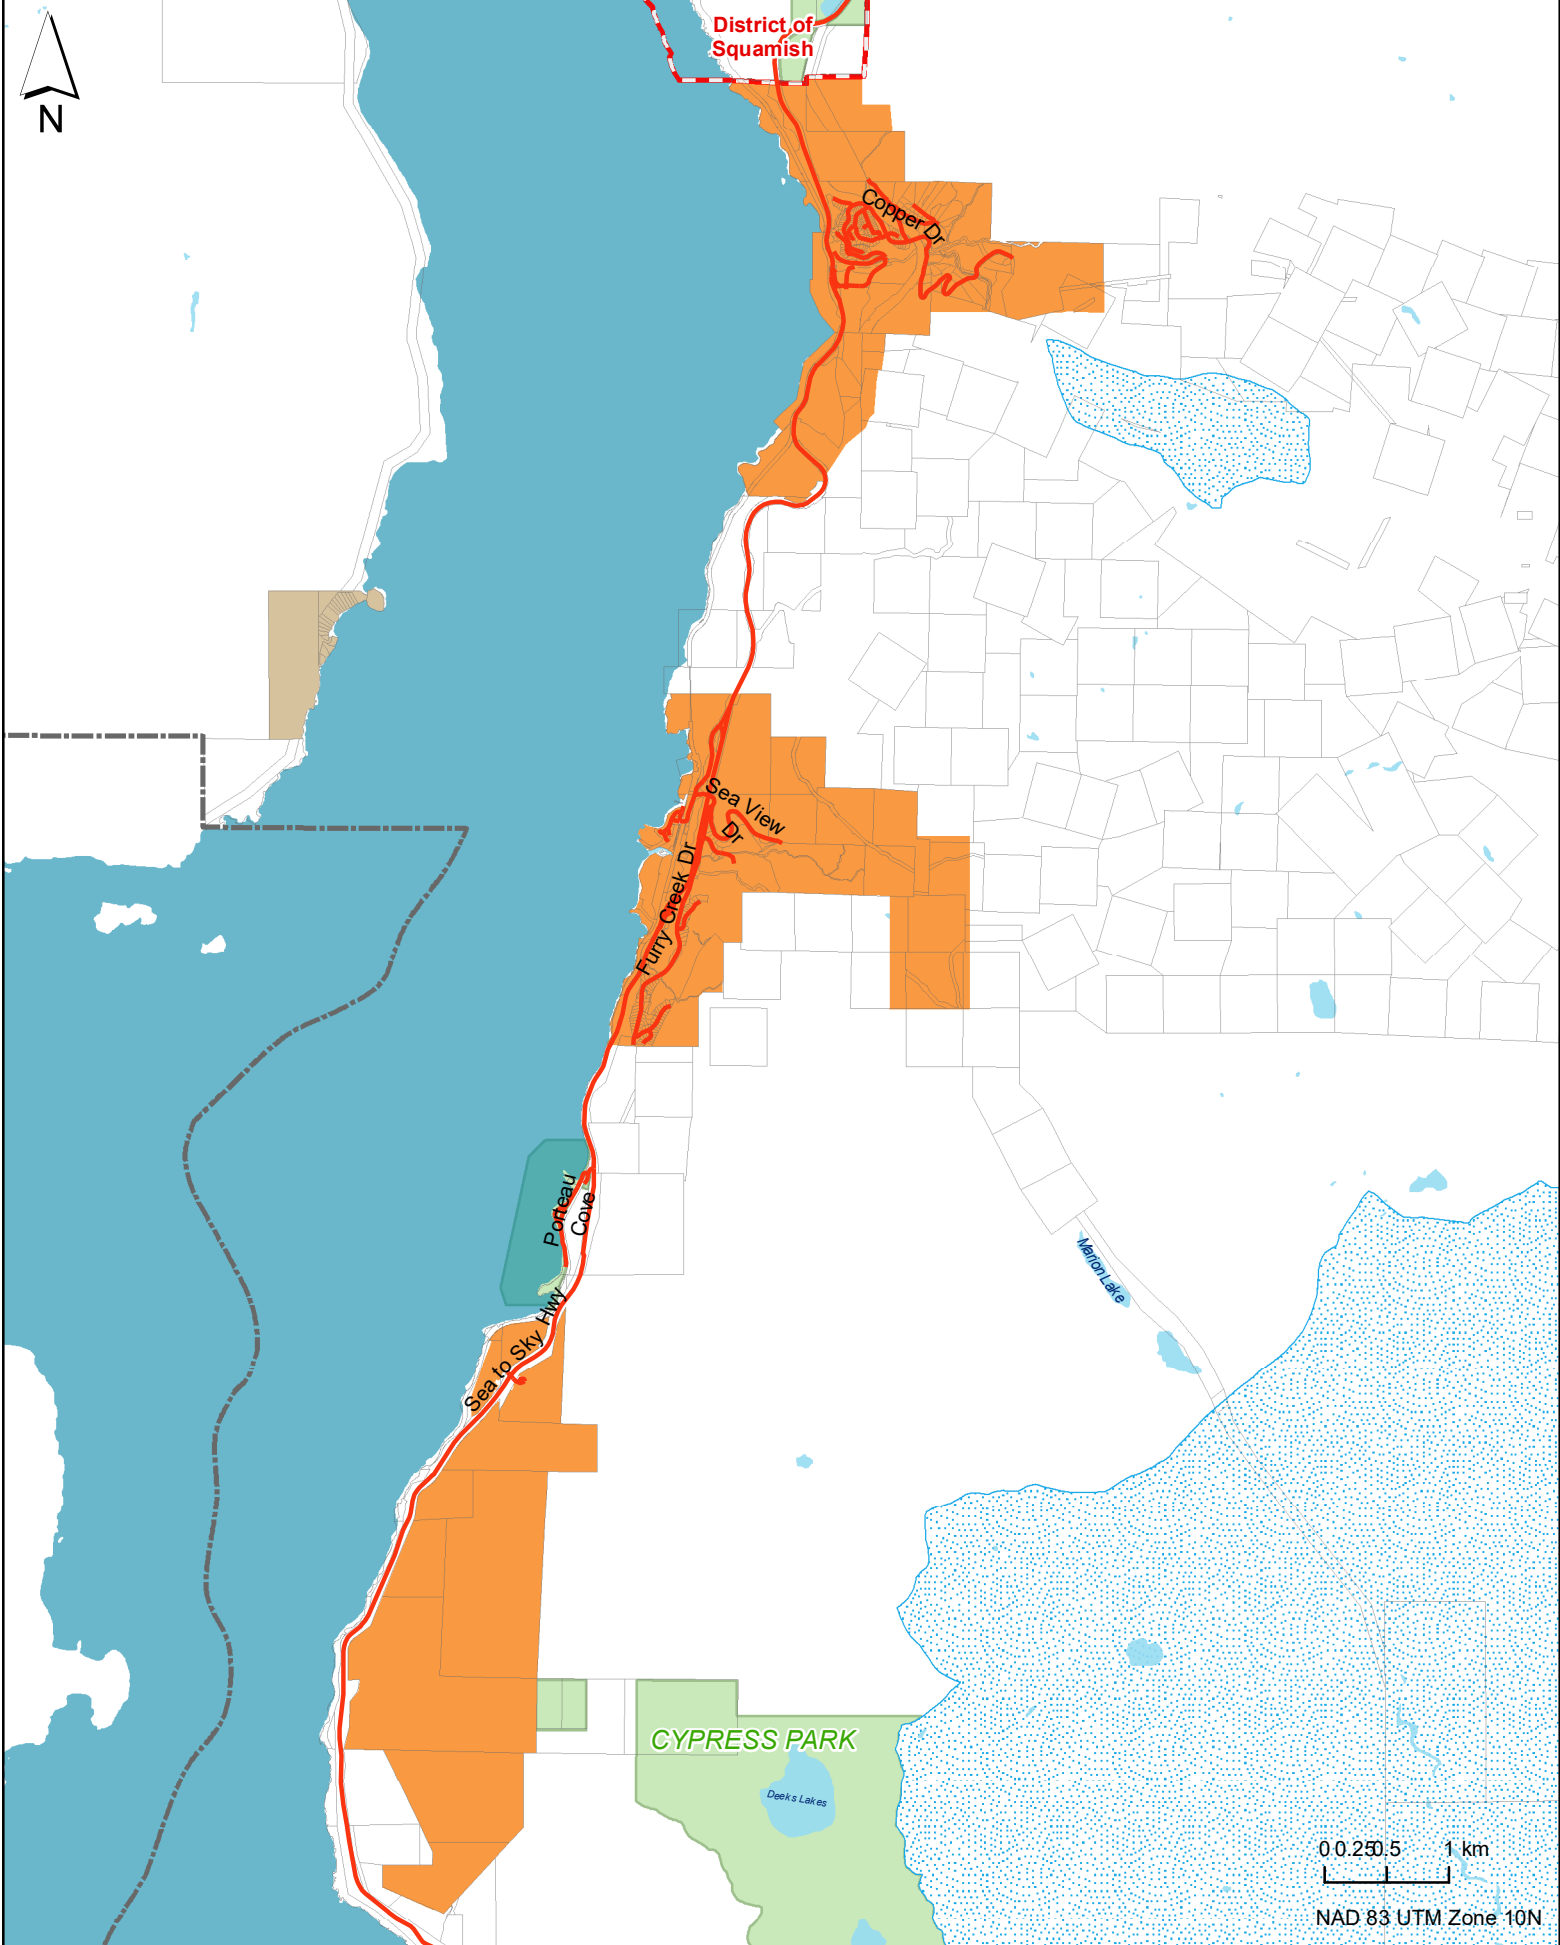 District of
Squamish
N
Copper Dr
Sea View
Dr
Furry Creek Dr
Porteau
Cove
Marion Lake
Sea to Sky Hwy
CYPRESS PARK
Deeks Lakes
0 0.25 0.5 1 km
NAD 83 UTM Zone 10N